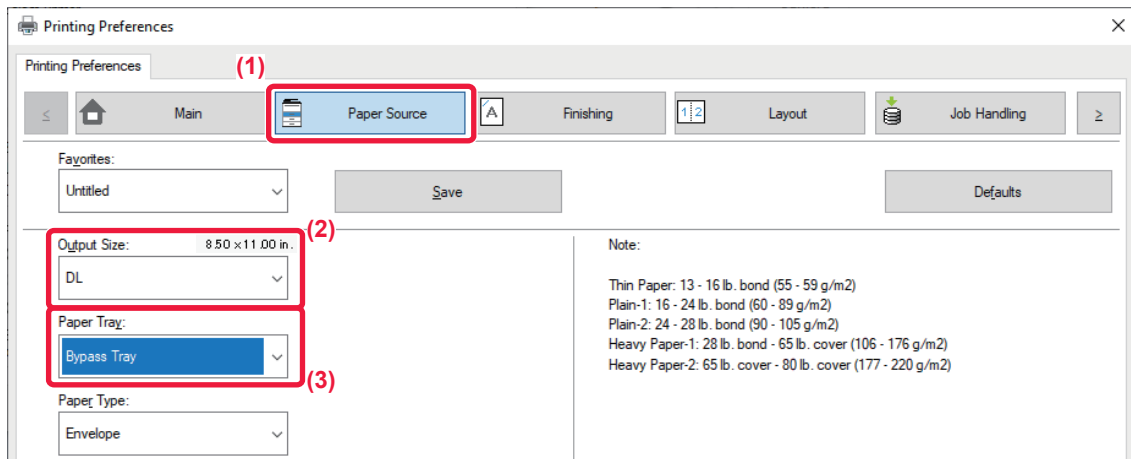 Printing Preferences
Printing Preferences
(1)
≤ Main Paper Source A Finishing 1 2 Layout Job Handling ≥
Favorites:
Untitled Save Defaults
(2)
Output Size: 8.50 x 11.00 in.
DL
Paper Tray:
Bypass Tray
(3)
Paper Type:
Envelope
Note:
Thin Paper: 13 - 16 lb. bond (55 - 59 g/m2)
Plain-1: 16 - 24 lb. bond (60 - 89 g/m2)
Plain-2: 24 - 28 lb. bond (90 - 105 g/m2)
Heavy Paper-1: 28 lb. bond - 65 lb. cover (106 - 176 g/m2)
Heavy Paper-2: 65 lb. cover - 80 lb. cover (177 - 220 g/m2)